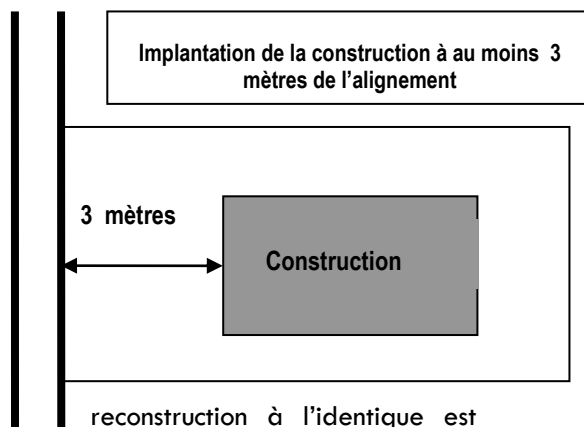 Implantation de la construction à au moins 3
mètres de l’alignement
3 mètres
Construction
reconstruction à l’identique est